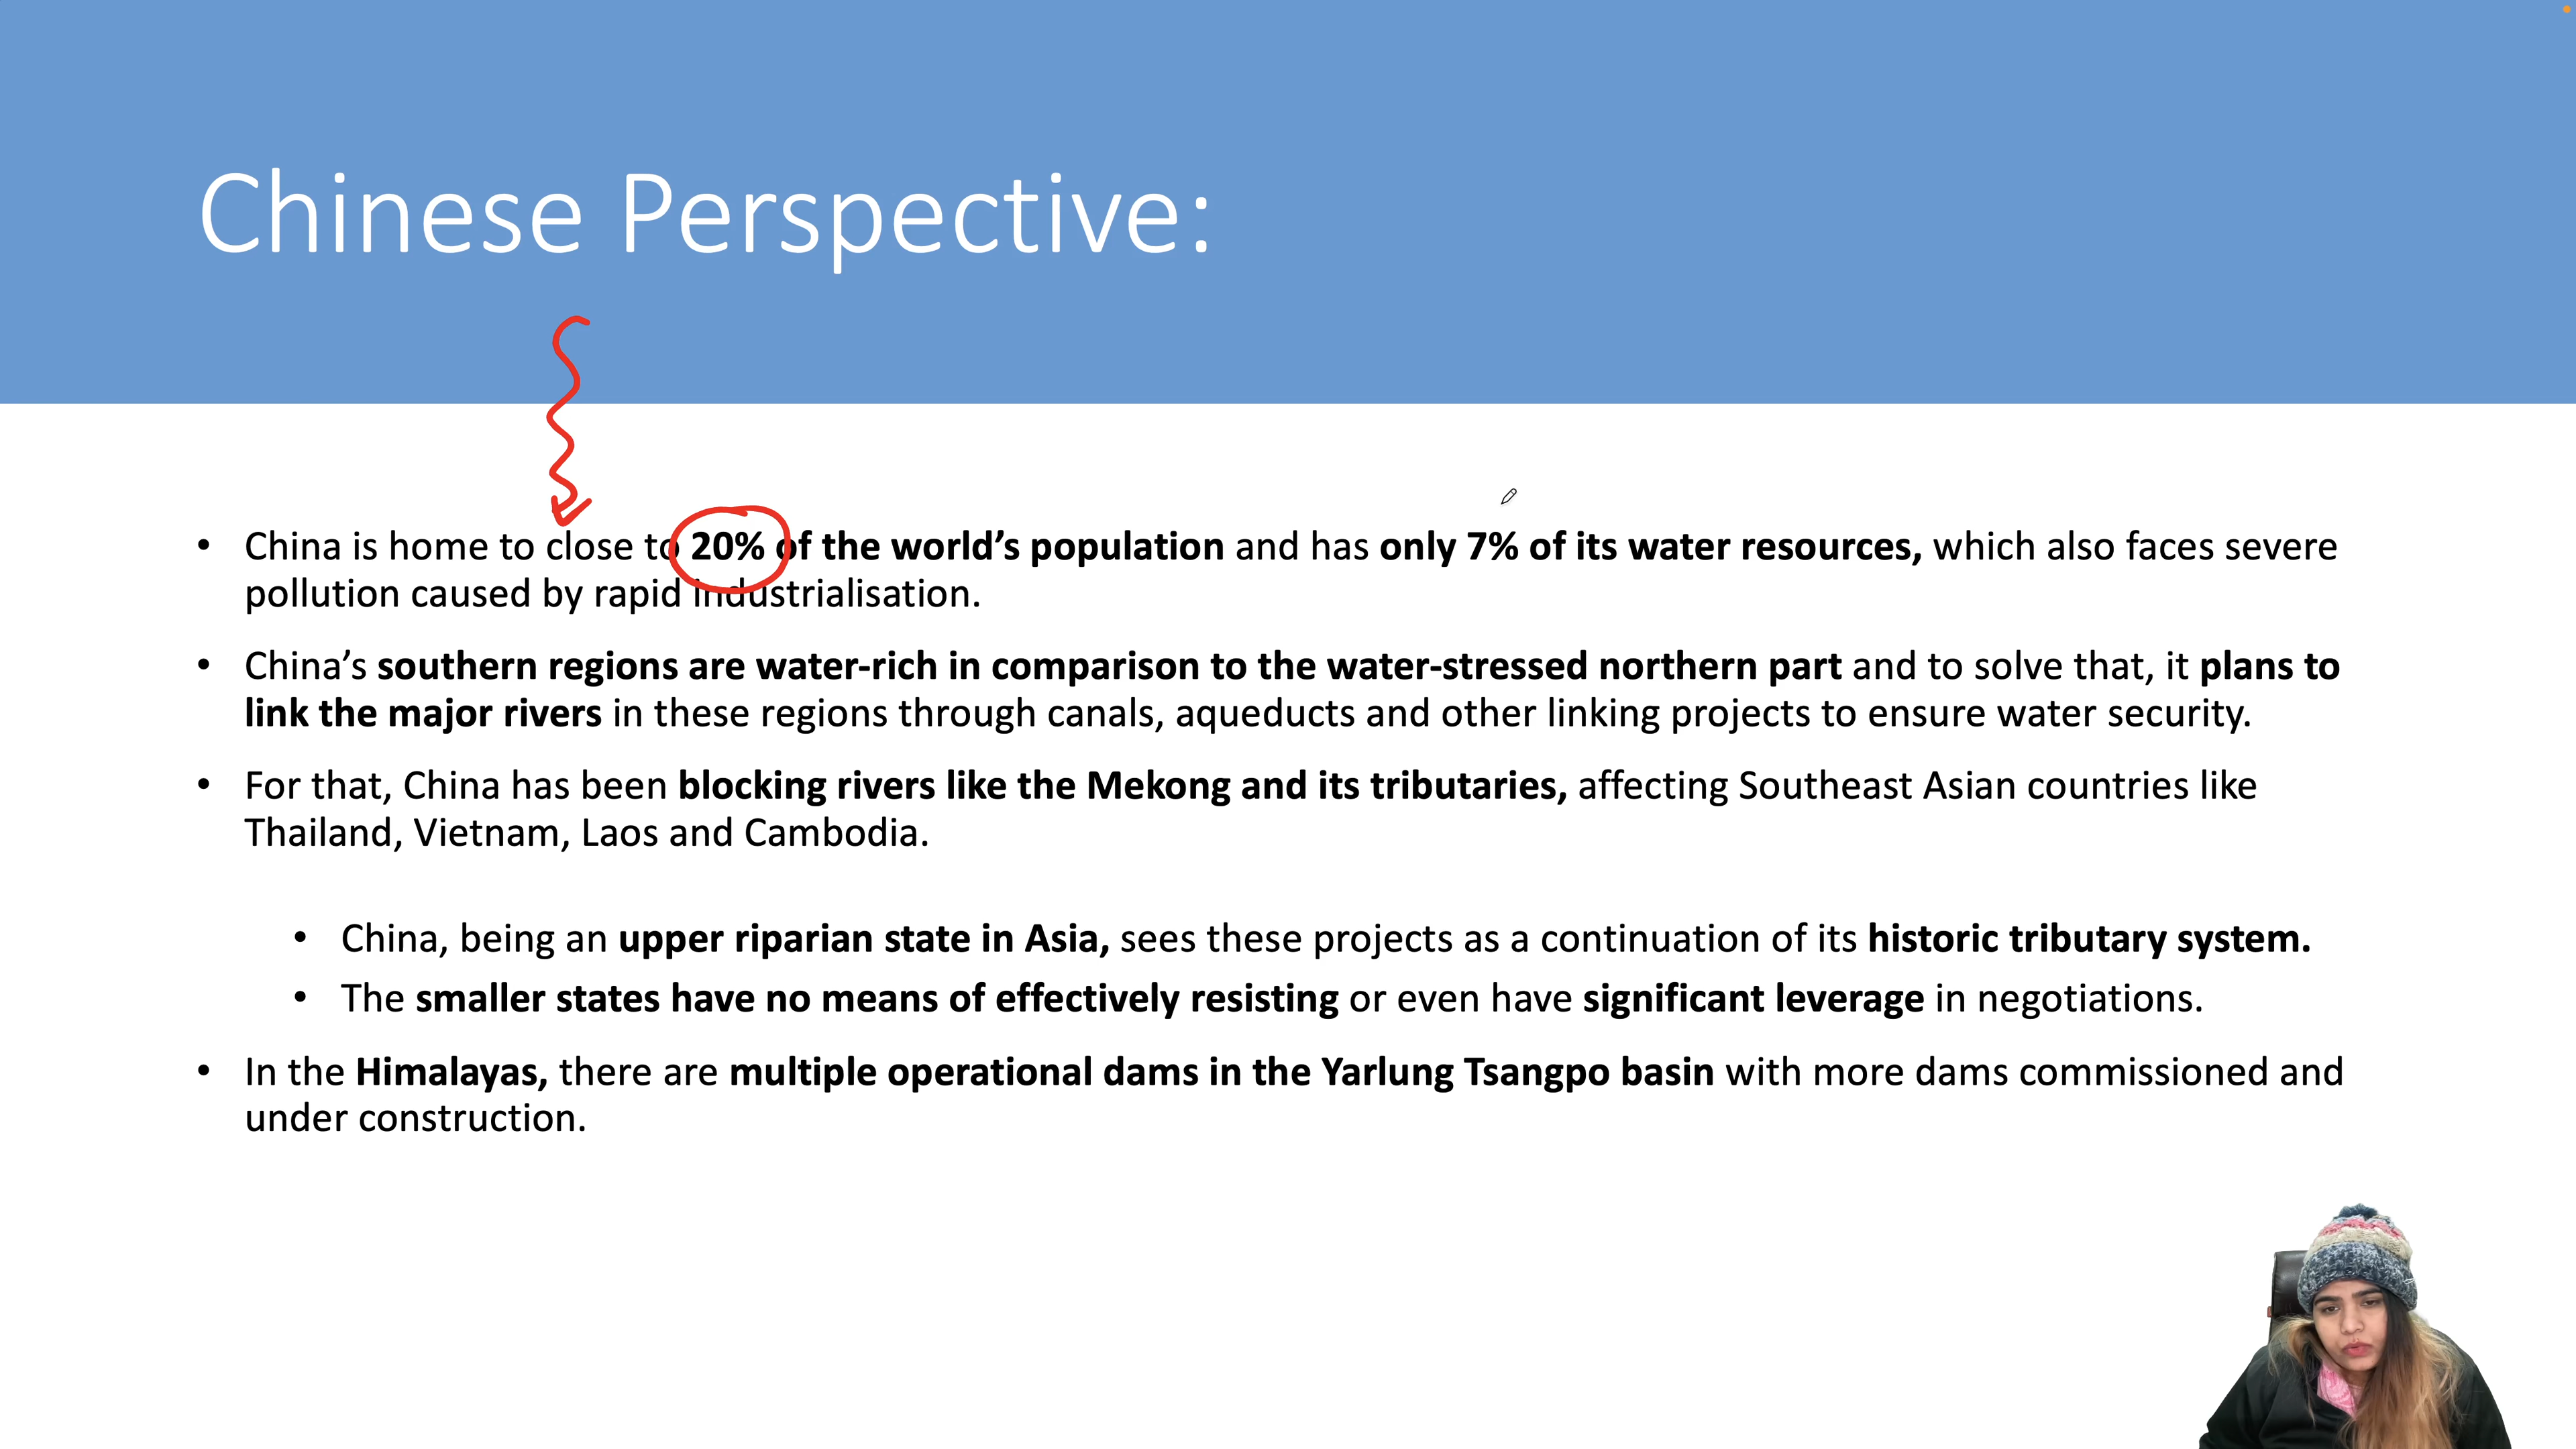 Chinese Perspective:
• China is home to close to 20% of the world’s population and has only 7% of its water resources, which also faces severe
pollution caused by rapid industrialisation.
• China’s southern regions are water-rich in comparison to the water-stressed northern part and to solve that, it plans to
link the major rivers in these regions through canals, aqueducts and other linking projects to ensure water security.
• For that, China has been blocking rivers like the Mekong and its tributaries, affecting Southeast Asian countries like
Thailand, Vietnam, Laos and Cambodia.
• China, being an upper riparian state in Asia, sees these projects as a continuation of its historic tributary system.
• The smaller states have no means of effectively resisting or even have significant leverage in negotiations.
• In the Himalayas, there are multiple operational dams in the Yarlung Tsangpo basin with more dams commissioned and
under construction.